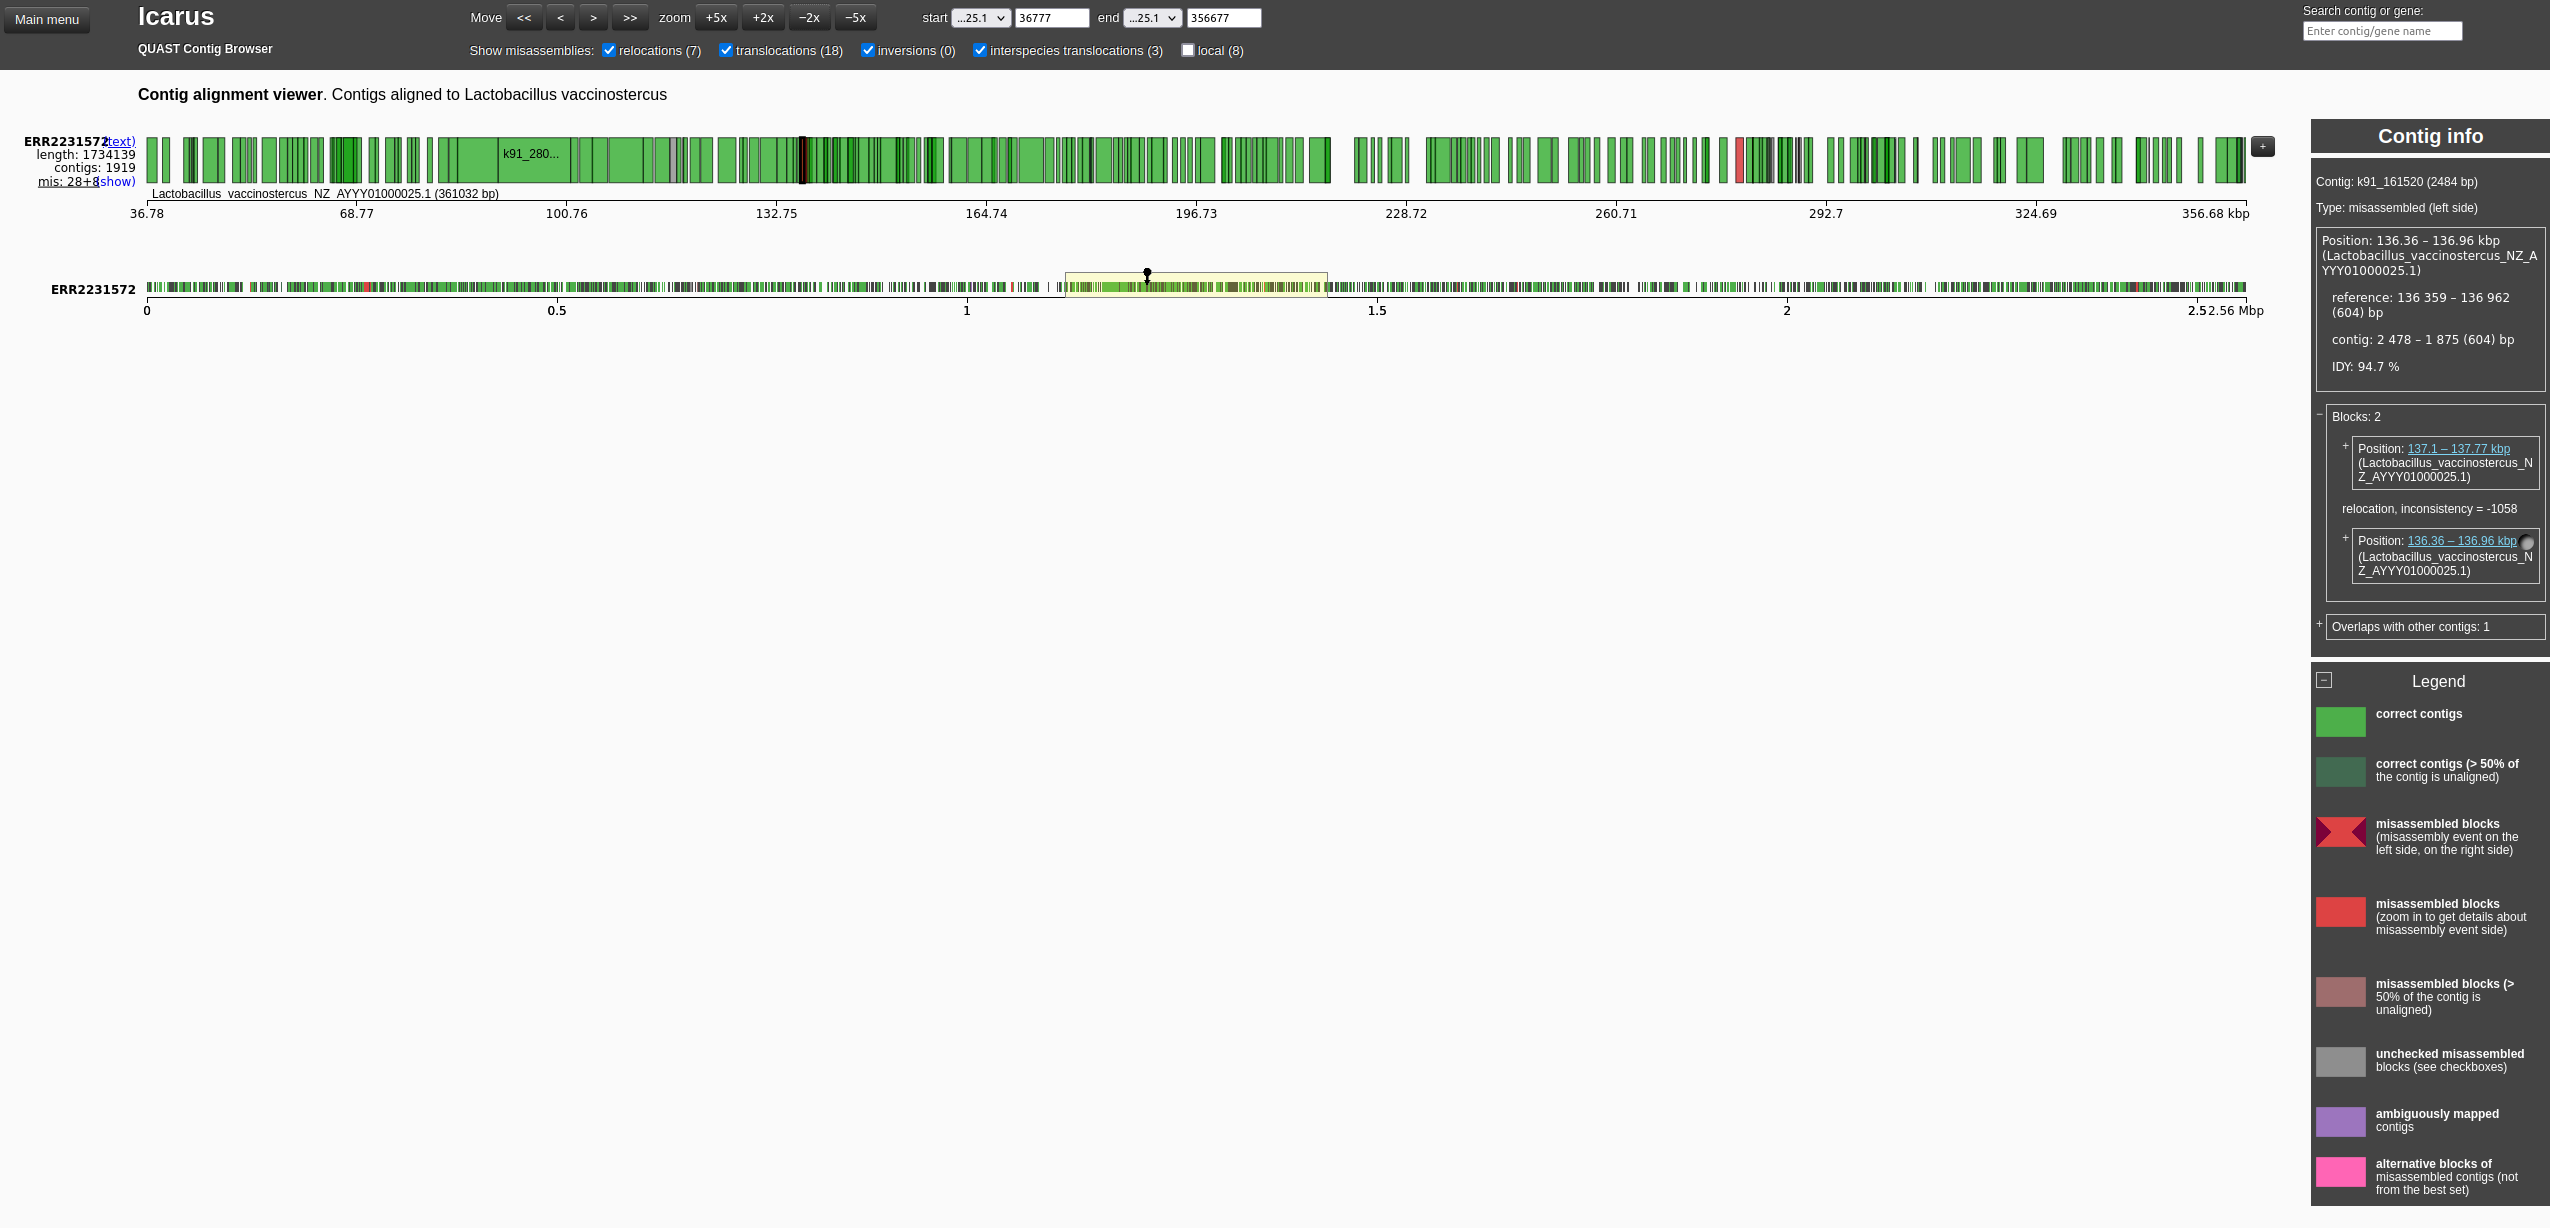 Main menu
Icarus
QUAST Contig Browser
Move << < > >> zoom +5x +2x −2x −5x start ...25.1 36777 end ...25.1 356677
Show misassemblies: relocations (7) translocations (18) inversions (0) interspecies translocations (3) local (8)
Search contig or gene:
Enter contig/gene name
Contig alignment viewer. Contigs aligned to Lactobacillus vaccinostercus
ERR2231572 (text)
length: 1734139
contigs: 1919
mis: 28+8 (show)
k91_280...
+
Lactobacillus_vaccinostercus_NZ_AYYY01000025.1 (361032 bp)
36.78 68.77 100.76 132.75 164.74 196.73 228.72 260.71 292.7 324.69 356.68 kbp
ERR2231572
0 0.5 1 1.5 2 2.5 2.56 Mbp
Contig info
Contig: k91_161520 (2484 bp)
Type: misassembled (left side)
Position: 136.36 – 136.96 kbp
(Lactobacillus_vaccinostercus_NZ_A
YYY01000025.1)
reference: 136 359 – 136 962
(604) bp
contig: 2 478 – 1 875 (604) bp
IDY: 94.7 %
− Blocks: 2
+ Position: 137.1 – 137.77 kbp
(Lactobacillus_vaccinostercus_N
Z_AYYY01000025.1)
relocation, inconsistency = -1058
+ Position: 136.36 – 136.96 kbp
(Lactobacillus_vaccinostercus_N
Z_AYYY01000025.1)
+ Overlaps with other contigs: 1
− Legend
correct contigs
correct contigs (> 50% of
the contig is unaligned)
misassembled blocks
(misassembly event on the
left side, on the right side)
misassembled blocks
(zoom in to get details about
misassembly event side)
misassembled blocks (>
50% of the contig is
unaligned)
unchecked misassembled
blocks (see checkboxes)
ambiguously mapped
contigs
alternative blocks of
misassembled contigs (not
from the best set)